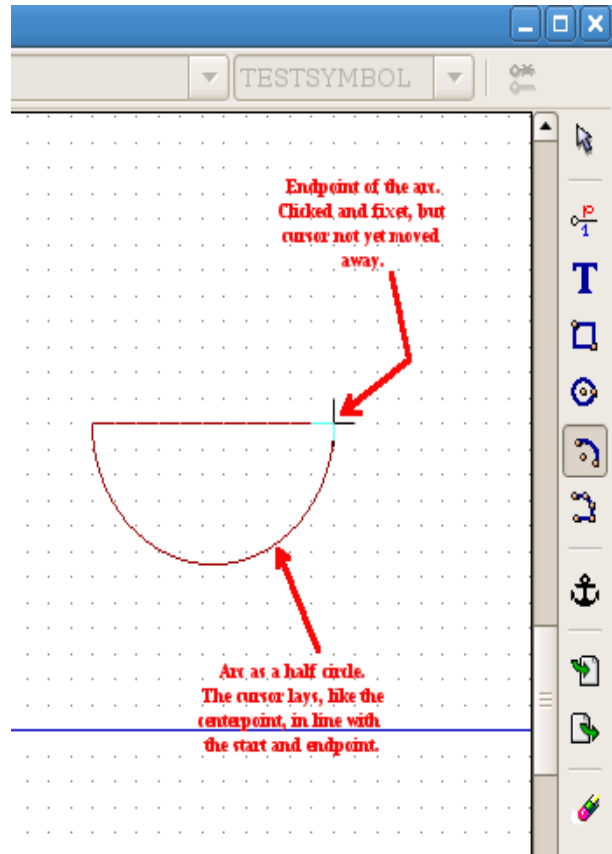 TESTSYMBOL
Endpoint of the arc.
Clicked and fixet, but
cursor not yet moved
away.
Arc as a half circle.
The cursor lays, like the
centerpoint, in line with
the start and endpoint.
p
1
T